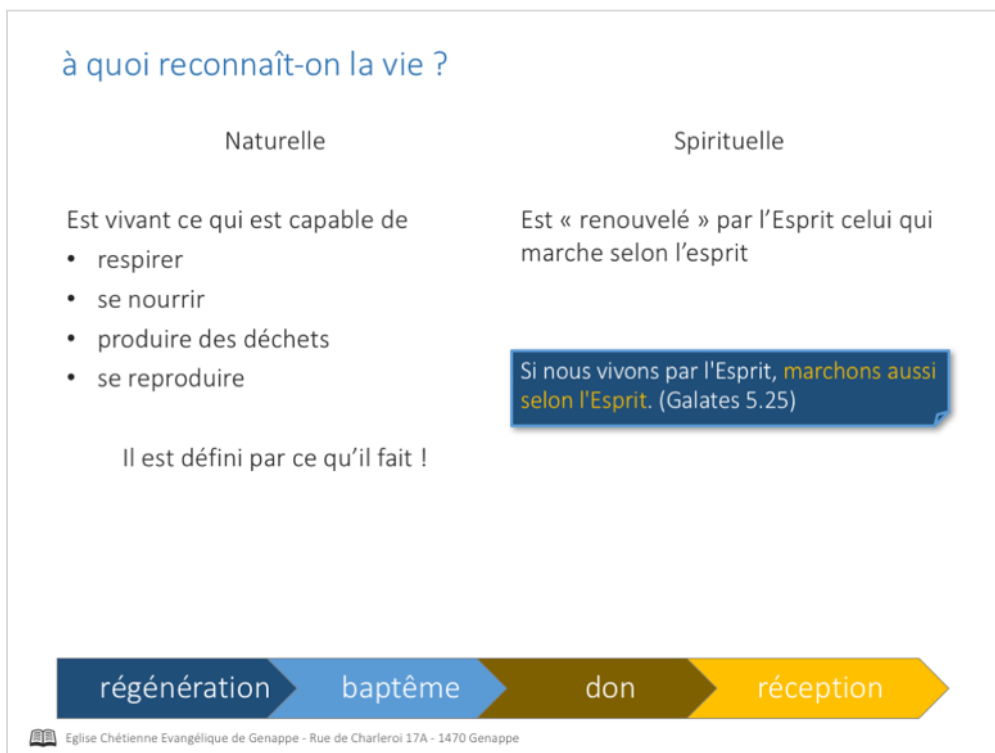 à quoi reconnaît-on la vie ?
Naturelle
Est vivant ce qui est capable de
• respirer
• se nourrir
• produire des déchets
• se reproduire
Il est défini par ce qu'il fait !
Spirituelle
Est « renouvelé » par l'Esprit celui qui
marche selon l'esprit
Si nous vivons par l'Esprit, marchons aussi
selon l'Esprit. (Galates 5.25)
régénération
baptême
don
réception
Eglise Chétienne Evangélique de Genappe - Rue de Charleroi 17A - 1470 Genappe